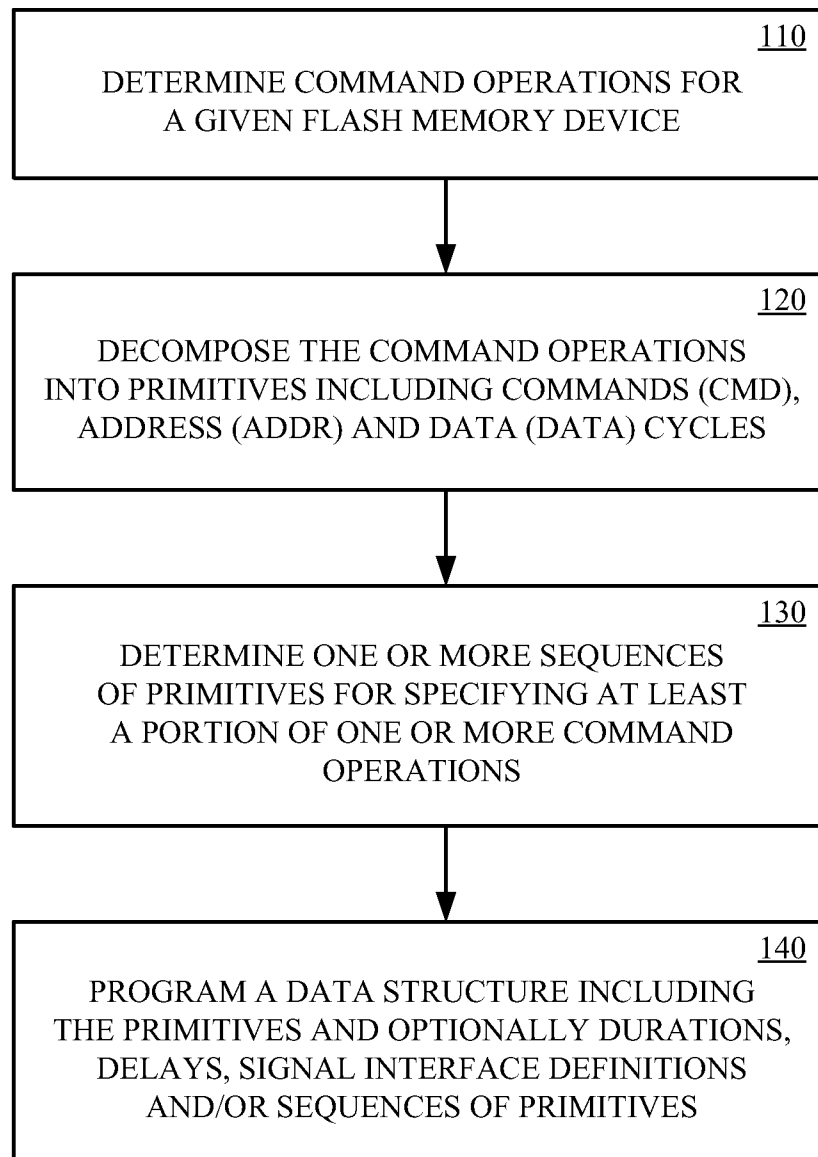 110
DETERMINE COMMAND OPERATIONS FOR
A GIVEN FLASH MEMORY DEVICE
120
DECOMPOSE THE COMMAND OPERATIONS
INTO PRIMITIVES INCLUDING COMMANDS (CMD),
ADDRESS (ADDR) AND DATA (DATA) CYCLES
130
DETERMINE ONE OR MORE SEQUENCES
OF PRIMITIVES FOR SPECIFYING AT LEAST
A PORTION OF ONE OR MORE COMMAND
OPERATIONS
140
PROGRAM A DATA STRUCTURE INCLUDING
THE PRIMITIVES AND OPTIONALLY DURATIONS,
DELAYS, SIGNAL INTERFACE DEFINITIONS
AND/OR SEQUENCES OF PRIMITIVES